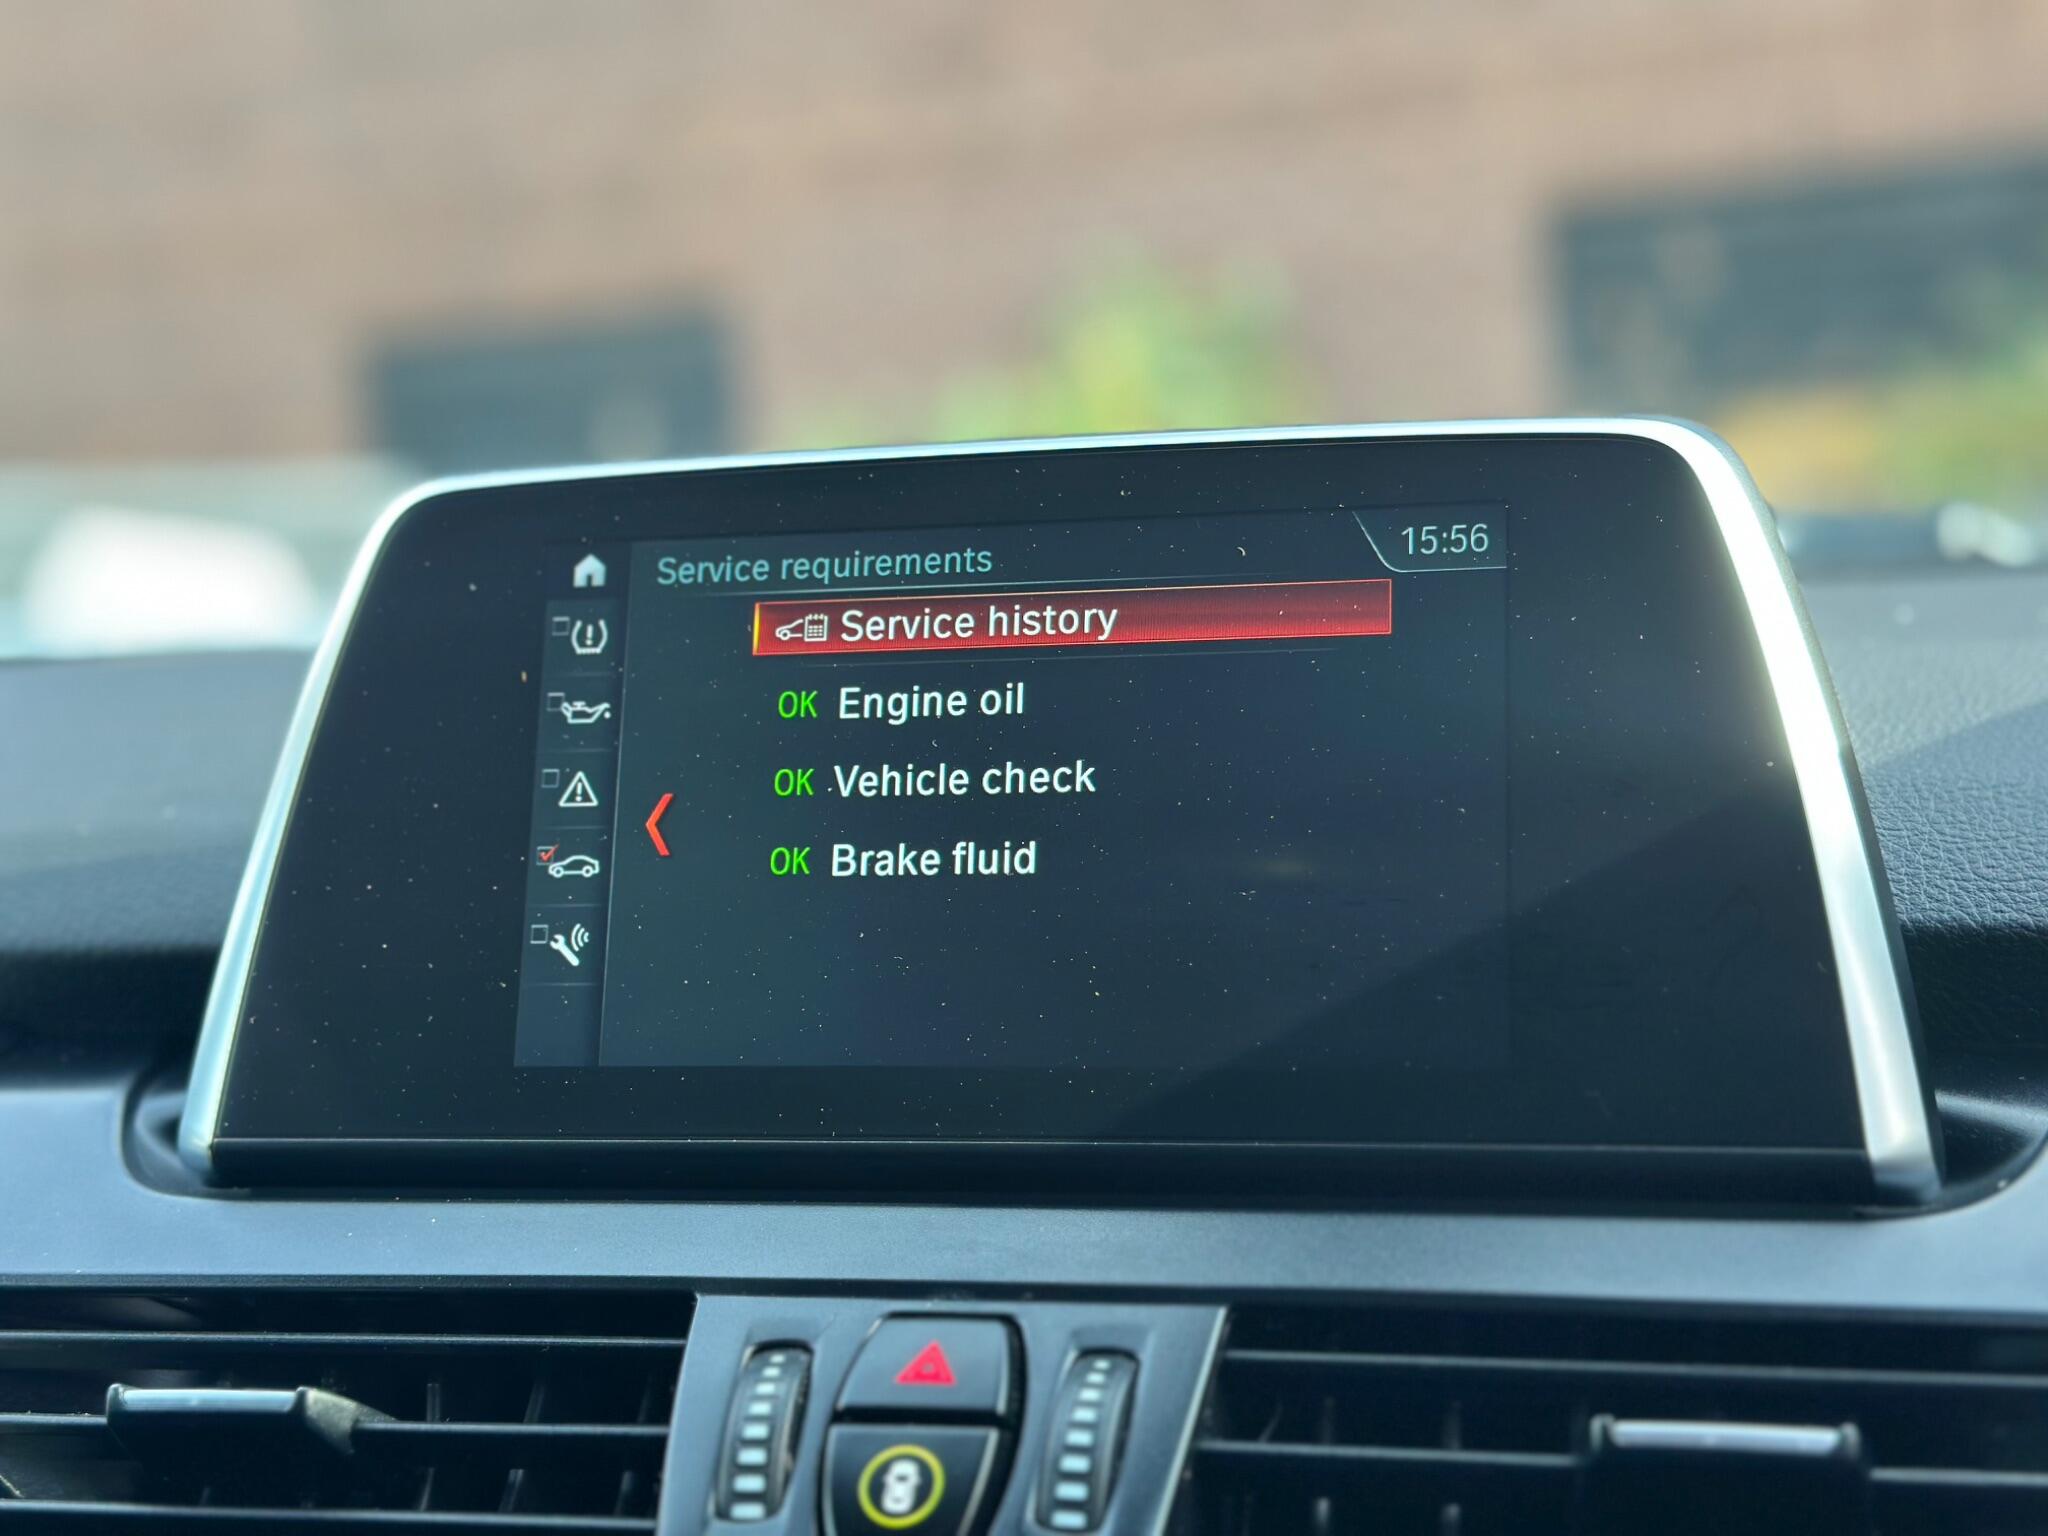 Service requirements
15:56
Service history
OK Engine oil
OK Vehicle check
OK Brake fluid